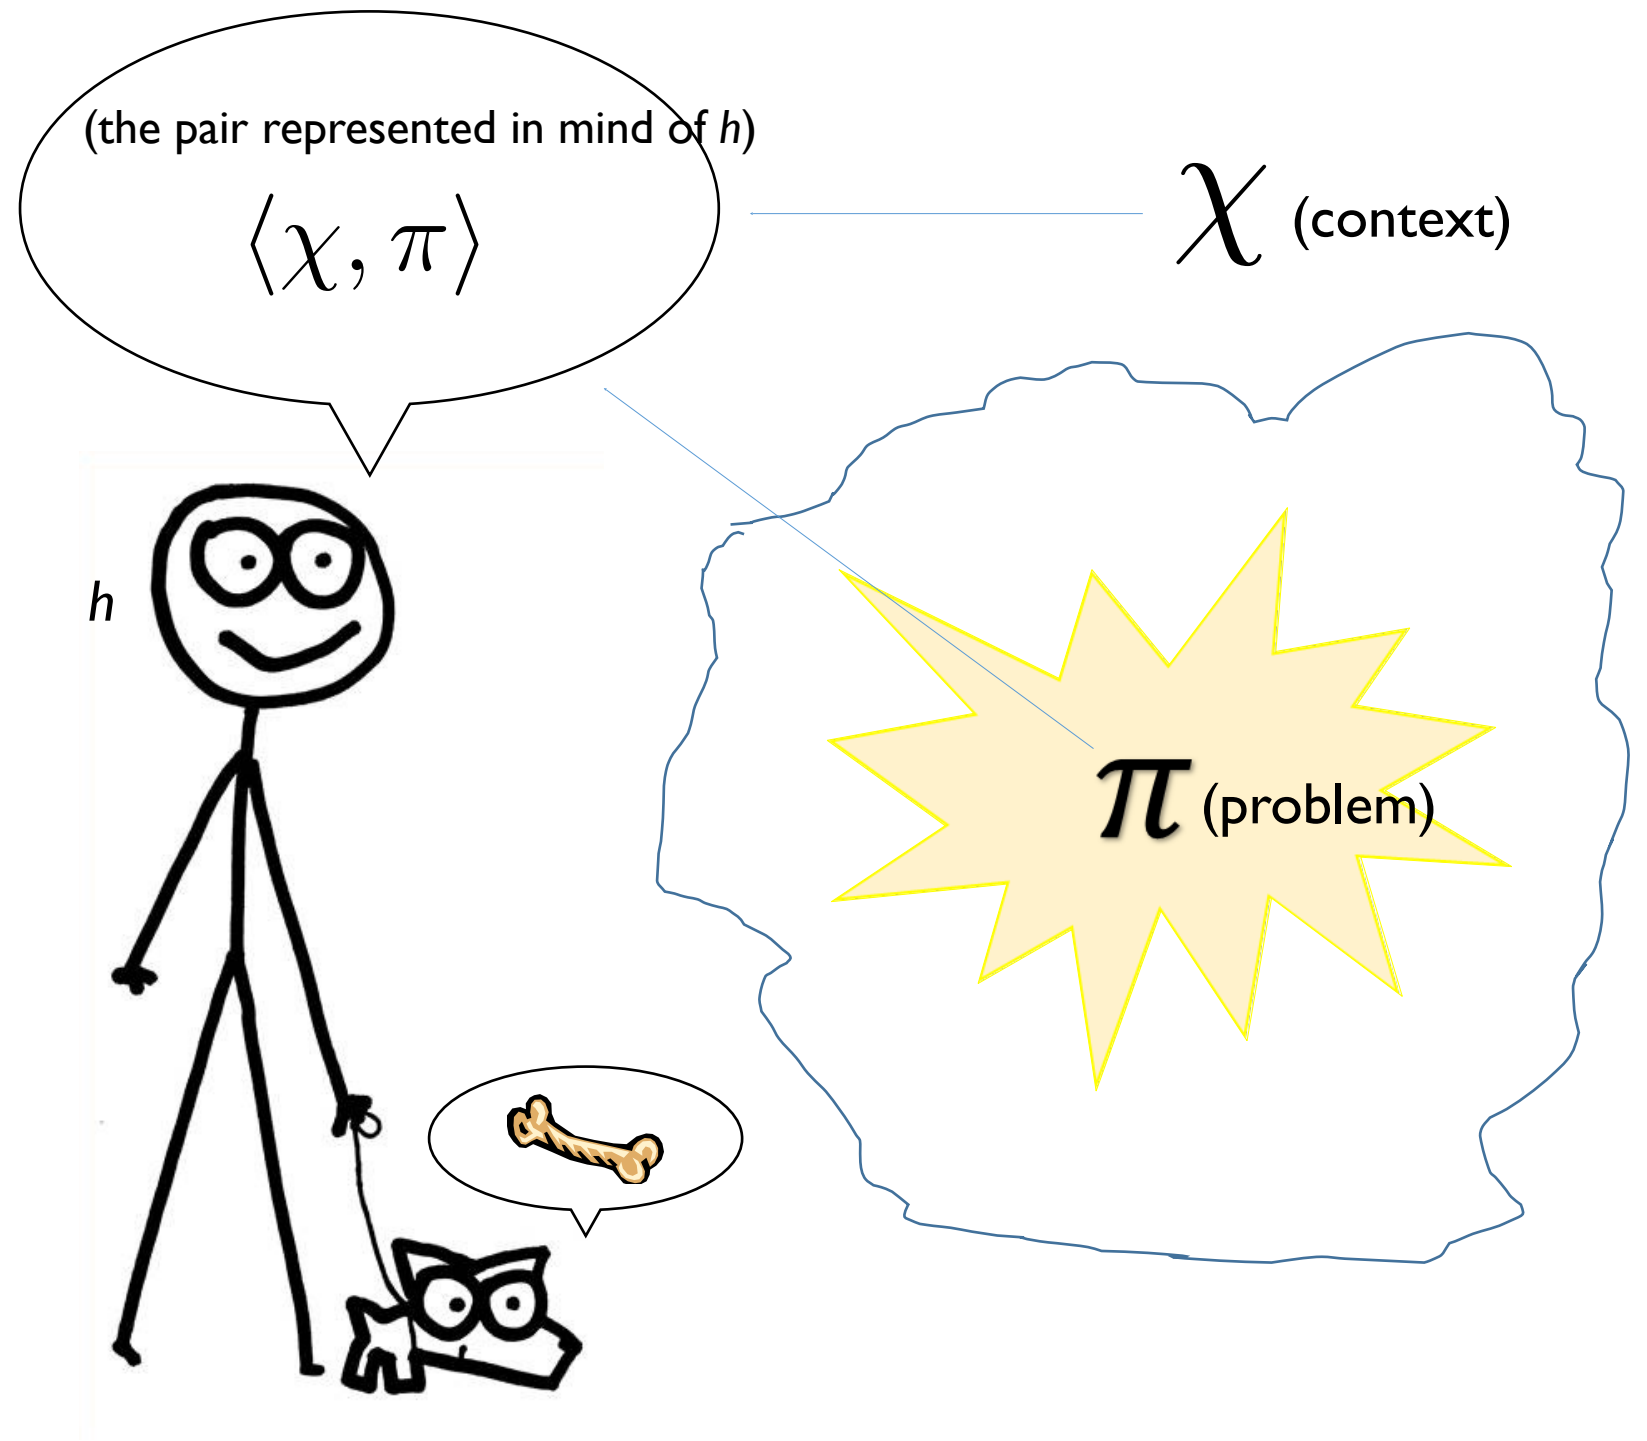 (the pair represented in mind of h)
⟨χ, π⟩
χ (context)
h
π (problem)